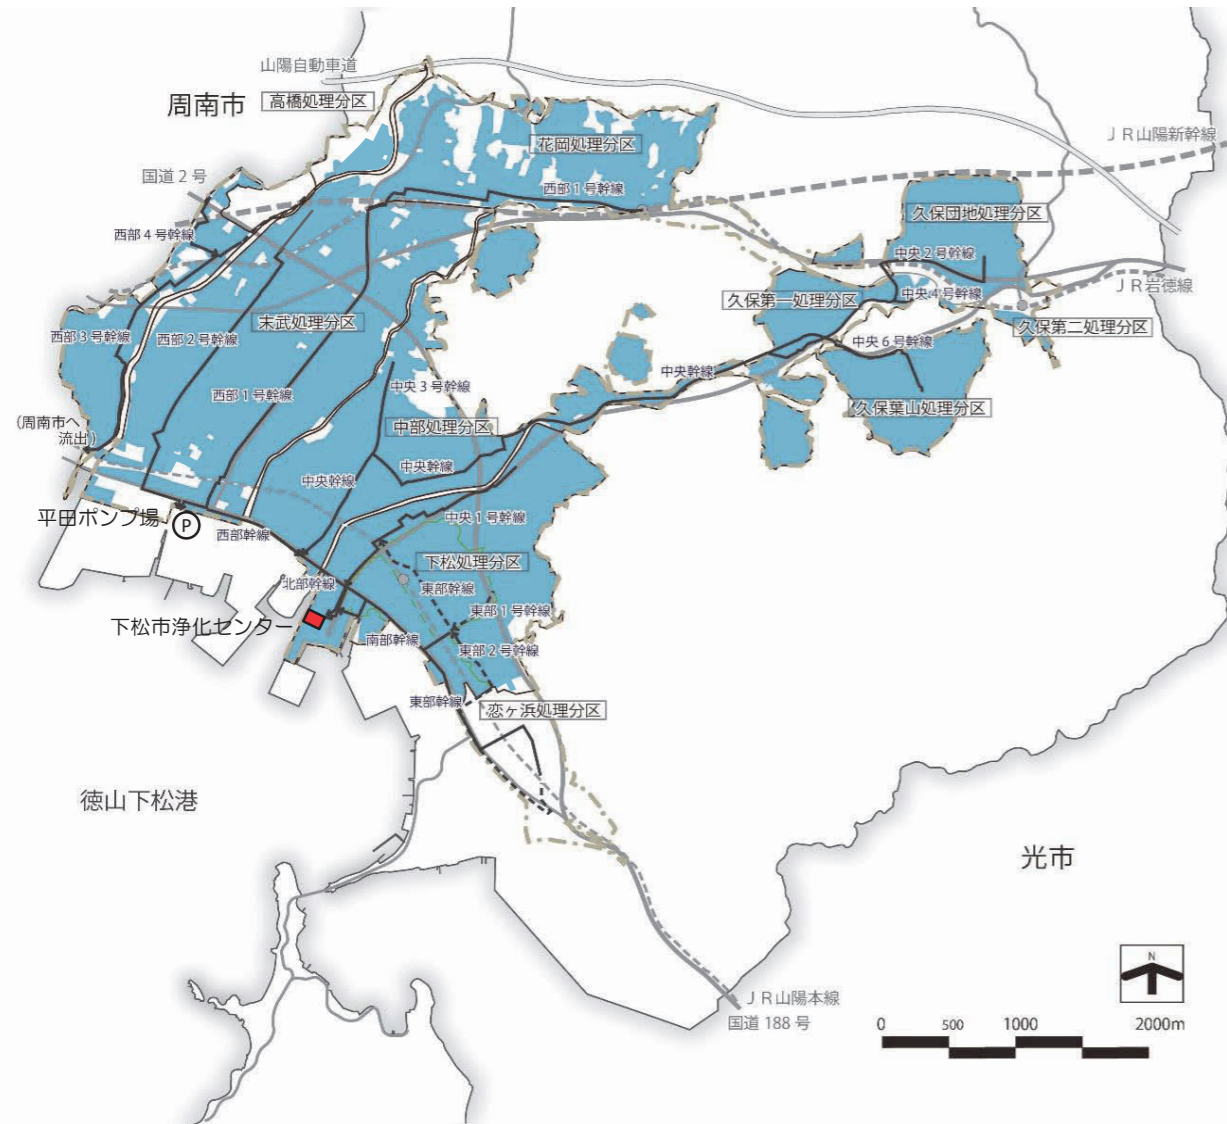 山陽自動車道
周南市
高橋処理分区
花岡処理分区
ＪＲ山陽新幹線
国道２号
西部１号幹線
久保団地処理分区
西部４号幹線
中央２号幹線
ＪＲ岩徳線
中央４号幹線
久保第一処理分区
久保第二処理分区
末武処理分区
西部３号幹線
西部２号幹線
中央６号幹線
中央幹線
中央３号幹線
西部１号幹線
久保葉山処理分区
(周南市へ
流出)
中部処理分区
中央幹線
中央幹線
平田ポンプ場
P
中央１号幹線
西部幹線
下松処理分区
北部幹線
東部幹線
東部１号幹線
下松市浄化センター
南部幹線
東部２号幹線
東部幹線
恋ヶ浜処理分区
徳山下松港
光市
N
ＪＲ山陽本線
国道188号
0 500 1000 2000m